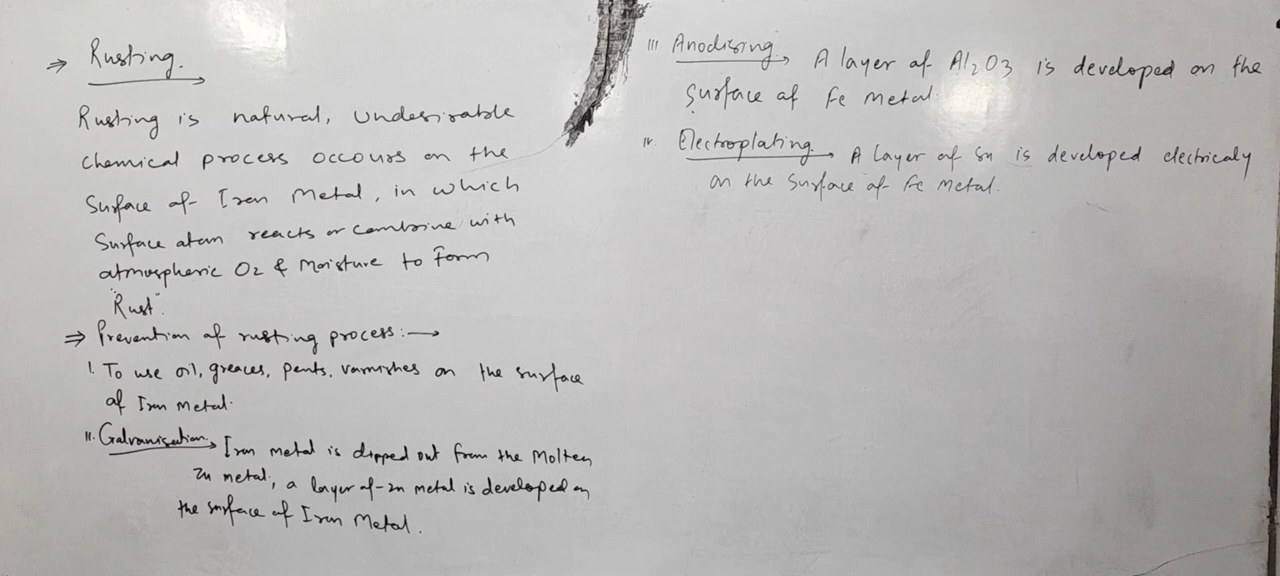 ⇒ Rusting.
Rusting is natural, undesirable
chemical process occours on the
surface of Iron Metal, in which
Surface atom reacts or combine with
atmospheric O2 & Moisture to form
"Rust".
⇒ Prevention of rusting process:→
I. To use oil, greaces, pents, varnishes on the surface
of Iron Metal.
II. Galvanisation → Iron metal is dipped out from the Molten
Zn metal, a layer of Zn metal is developed on
the surface of Iron Metal.
III Anodising → A layer of Al2O3 is developed on the
surface of Fe Metal.
IV. Electroplating → A layer of Sn is developed electricaly
on the surface of Fe Metal.